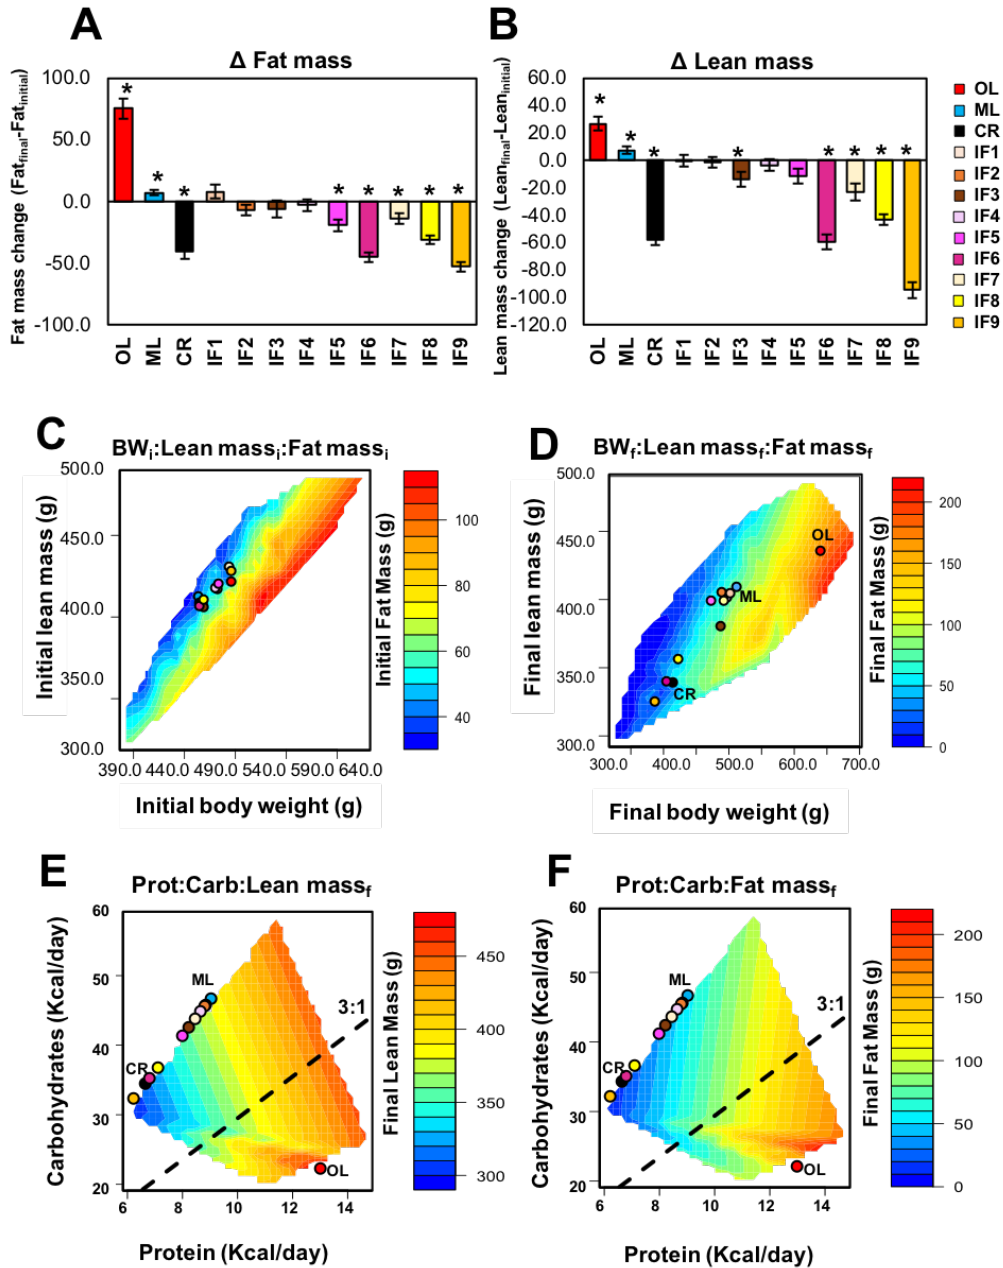 A
B
Δ Fat mass
Δ Lean mass
Fat mass change (Fat_final-Fat_initial)
100.0
50.0
0.0
-50.0
-100.0
* * * * * * * *
OL ML CR IF1 IF2 IF3 IF4 IF5 IF6 IF7 IF8 IF9
Lean mass change (Lean_final-Lean_initial)
60.0
40.0
20.0
0.0
-20.0
-40.0
-60.0
-80.0
-100.0
-120.0
* * * * * * * *
OL ML CR IF1 IF2 IF3 IF4 IF5 IF6 IF7 IF8 IF9
OL
ML
CR
IF1
IF2
IF3
IF4
IF5
IF6
IF7
IF8
IF9
C
BW_i:Lean mass_i:Fat mass_i
Initial lean mass (g)
500.0
450.0
400.0
350.0
300.0
390.0 440.0 490.0 540.0 590.0 640.0
Initial body weight (g)
Initial Fat Mass (g)
100
80
60
40
D
BW_f:Lean mass_f:Fat mass_f
Final lean mass (g)
500.0
450.0
400.0
350.0
300.0
OL
ML
CR
300.0 400.0 500.0 600.0 700.0
Final body weight (g)
Final Fat Mass (g)
200
150
100
50
0
E
Prot:Carb:Lean mass_f
Carbohydrates (Kcal/day)
60
50
40
30
20
ML
3:1
CR
OL
6 8 10 12 14
Protein (Kcal/day)
Final Lean Mass (g)
450
400
350
300
F
Prot:Carb:Fat mass_f
Carbohydrates (Kcal/day)
60
50
40
30
20
ML
3:1
CR
OL
6 8 10 12 14
Protein (Kcal/day)
Final Fat Mass (g)
200
150
100
50
0